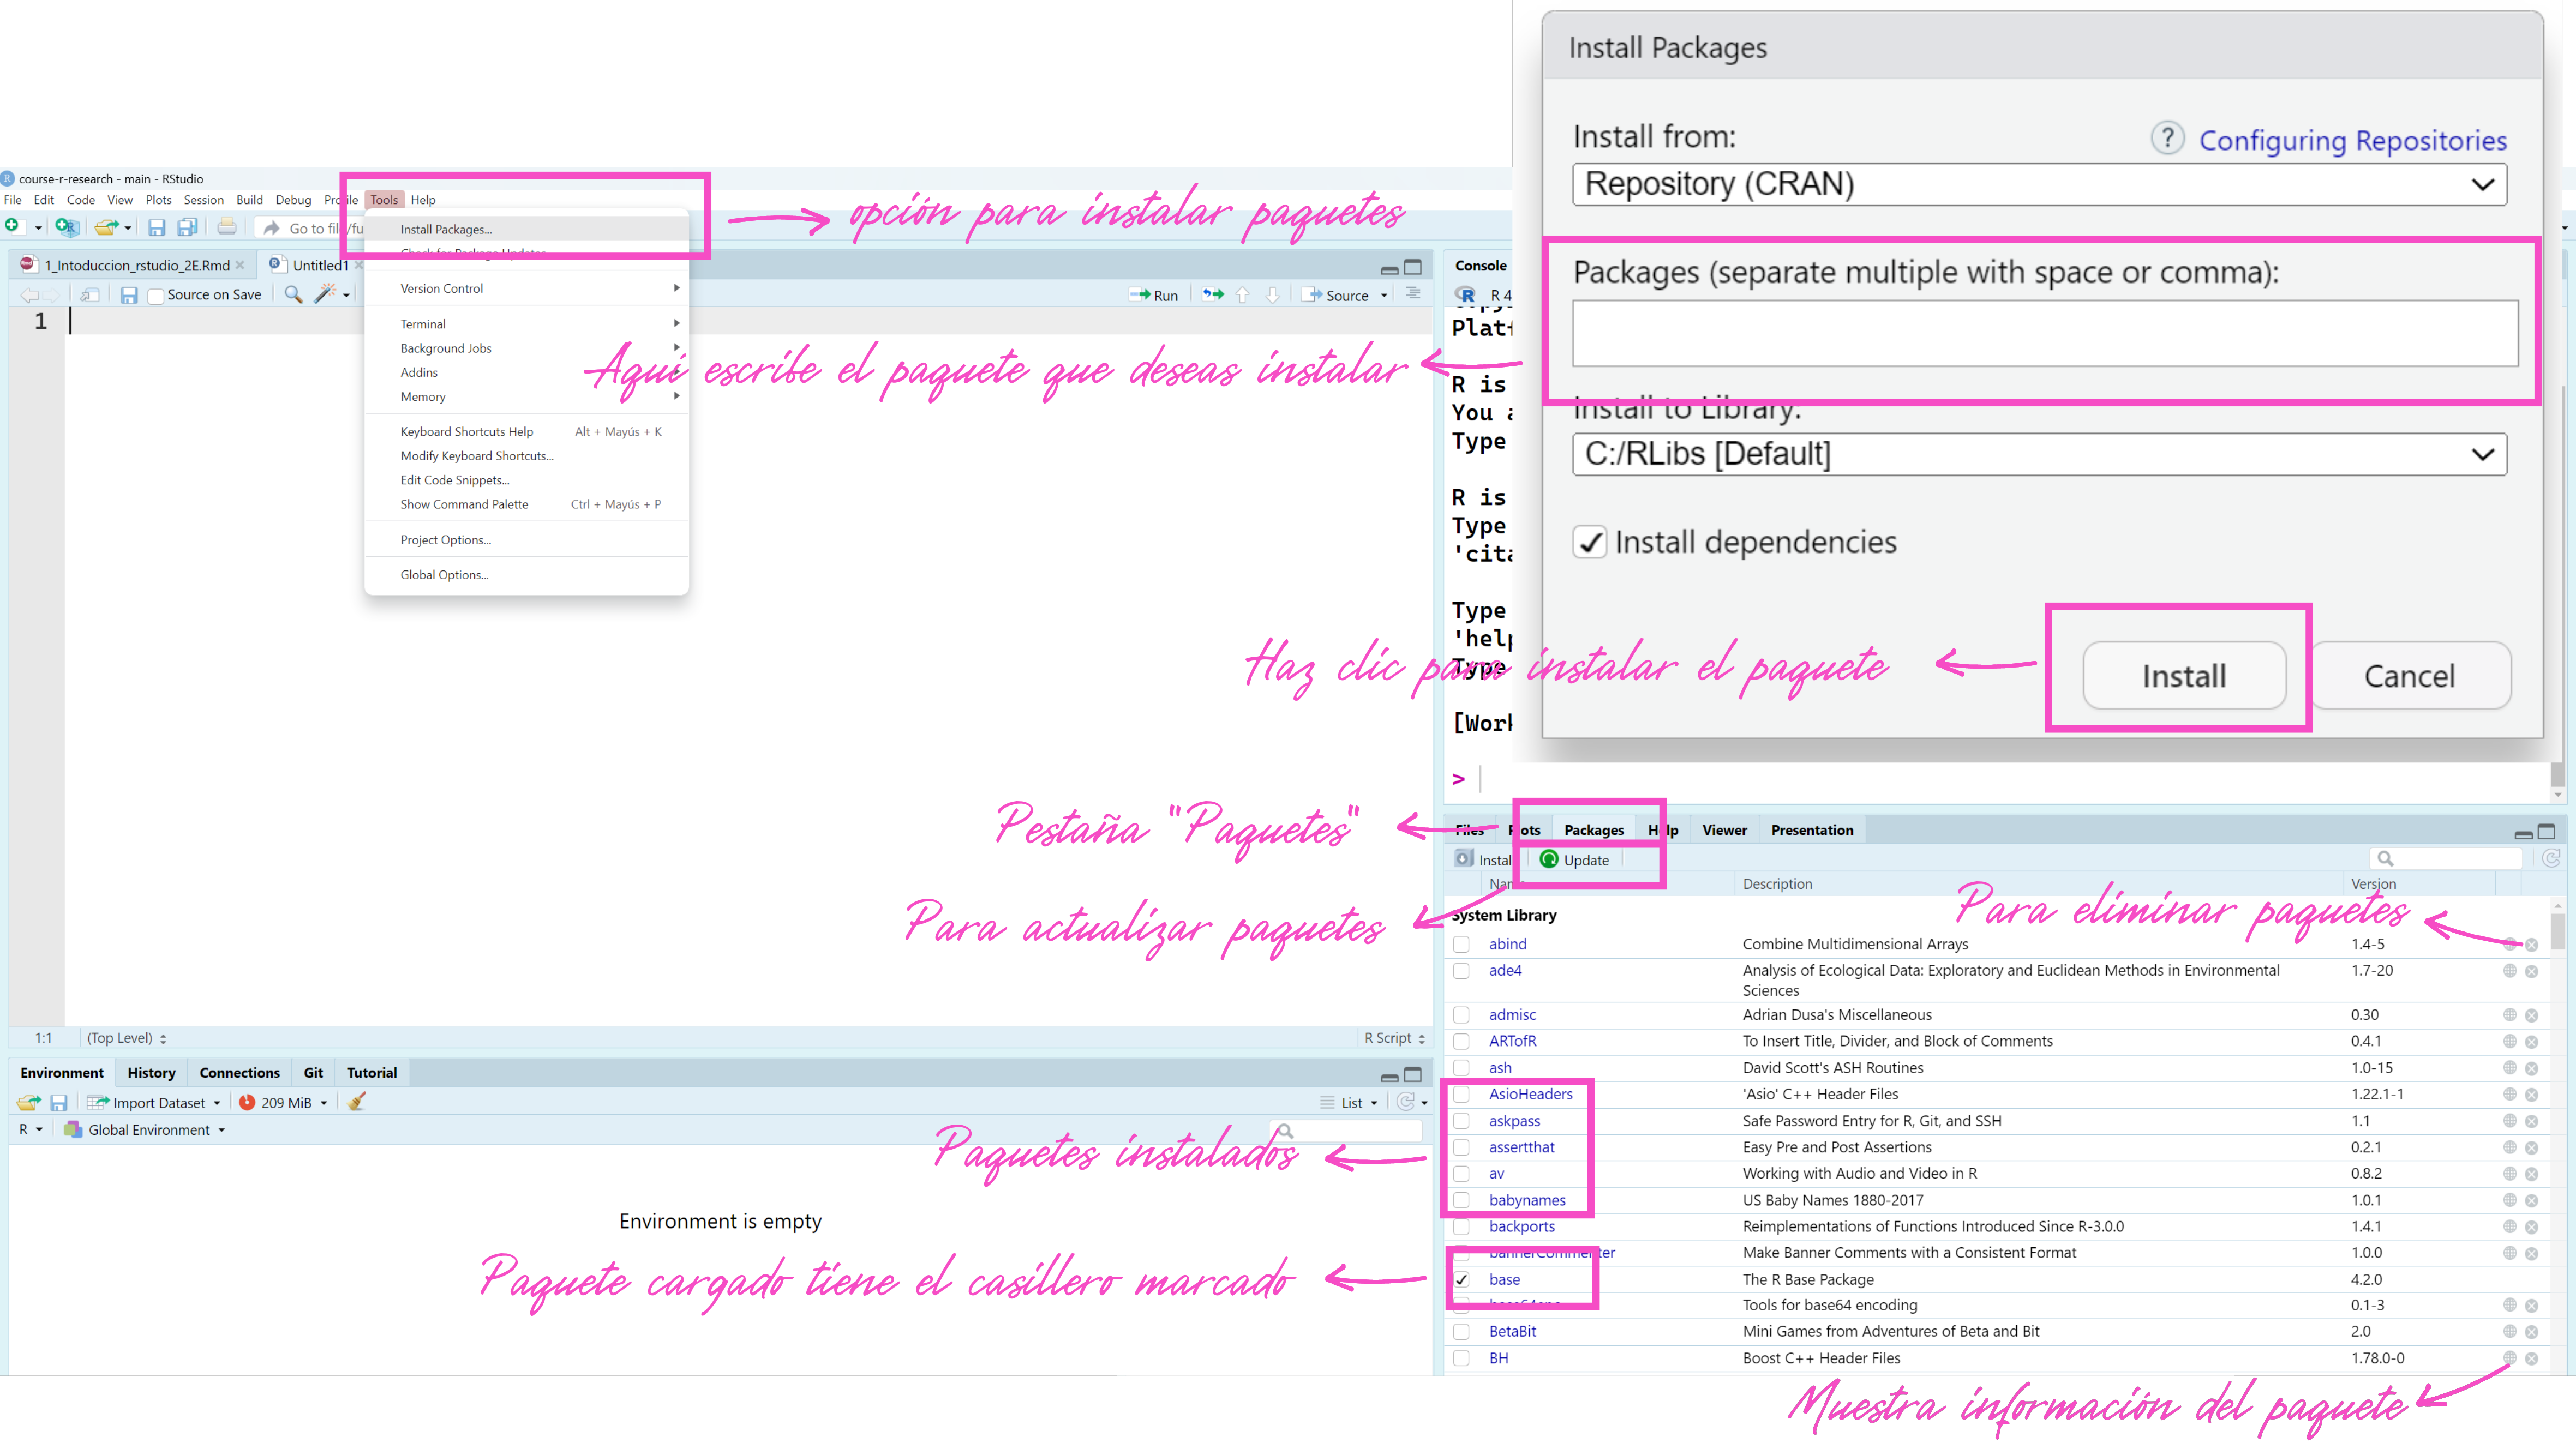 Install Packages
Install from:
Configuring Repositories
Repository (CRAN)
Packages (separate multiple with space or comma):
Install to Library:
C:/RLibs [Default]
Install dependencies
Install
Cancel
course-r-research - main - RStudio
File Edit Code View Plots Session Build Debug Profile Tools Help
Go to file/fu
opción para instalar paquetes
Install Packages...
Check for Package Updates
Version Control
Terminal
Background Jobs
Addins
Memory
Keyboard Shortcuts Help Alt + Mayús + K
Modify Keyboard Shortcuts...
Edit Code Snippets...
Show Command Palette Ctrl + Mayús + P
Project Options...
Global Options...
1_Intoduccion_rstudio_2E.Rmd
Untitled1
Source on Save
Run
Source
1
Aquí escribe el paquete que deseas instalar
Haz clic para instalar el paquete
Pestaña "Paquetes"
Para actualizar paquetes
1:1 (Top Level)
R Script
Console
R 4
Plat
R is
You a
Type
R is
Type
'cita
Type
'help
Type
[Work
>
Environment History Connections Git Tutorial
Import Dataset 209 MiB
List
R Global Environment
Environment is empty
Paquetes instalados
Paquete cargado tiene el casillero marcado
Files Plots Packages Help Viewer Presentation
Install Update
Name Description Version
System Library
Para eliminar paquetes
abind Combine Multidimensional Arrays 1.4-5
ade4 Analysis of Ecological Data: Exploratory and Euclidean Methods in Environmental 1.7-20
Sciences
admisc Adrian Dusa's Miscellaneous 0.30
ARTofR To Insert Title, Divider, and Block of Comments 0.4.1
ash David Scott's ASH Routines 1.0-15
AsioHeaders 'Asio' C++ Header Files 1.22.1-1
askpass Safe Password Entry for R, Git, and SSH 1.1
assertthat Easy Pre and Post Assertions 0.2.1
av Working with Audio and Video in R 0.8.2
babynames US Baby Names 1880-2017 1.0.1
backports Reimplementations of Functions Introduced Since R-3.0.0 1.4.1
bannerCommenter Make Banner Comments with a Consistent Format 1.0.0
base The R Base Package 4.2.0
base64enc Tools for base64 encoding 0.1-3
BetaBit Mini Games from Adventures of Beta and Bit 2.0
BH Boost C++ Header Files 1.78.0-0
Muestra información del paquete